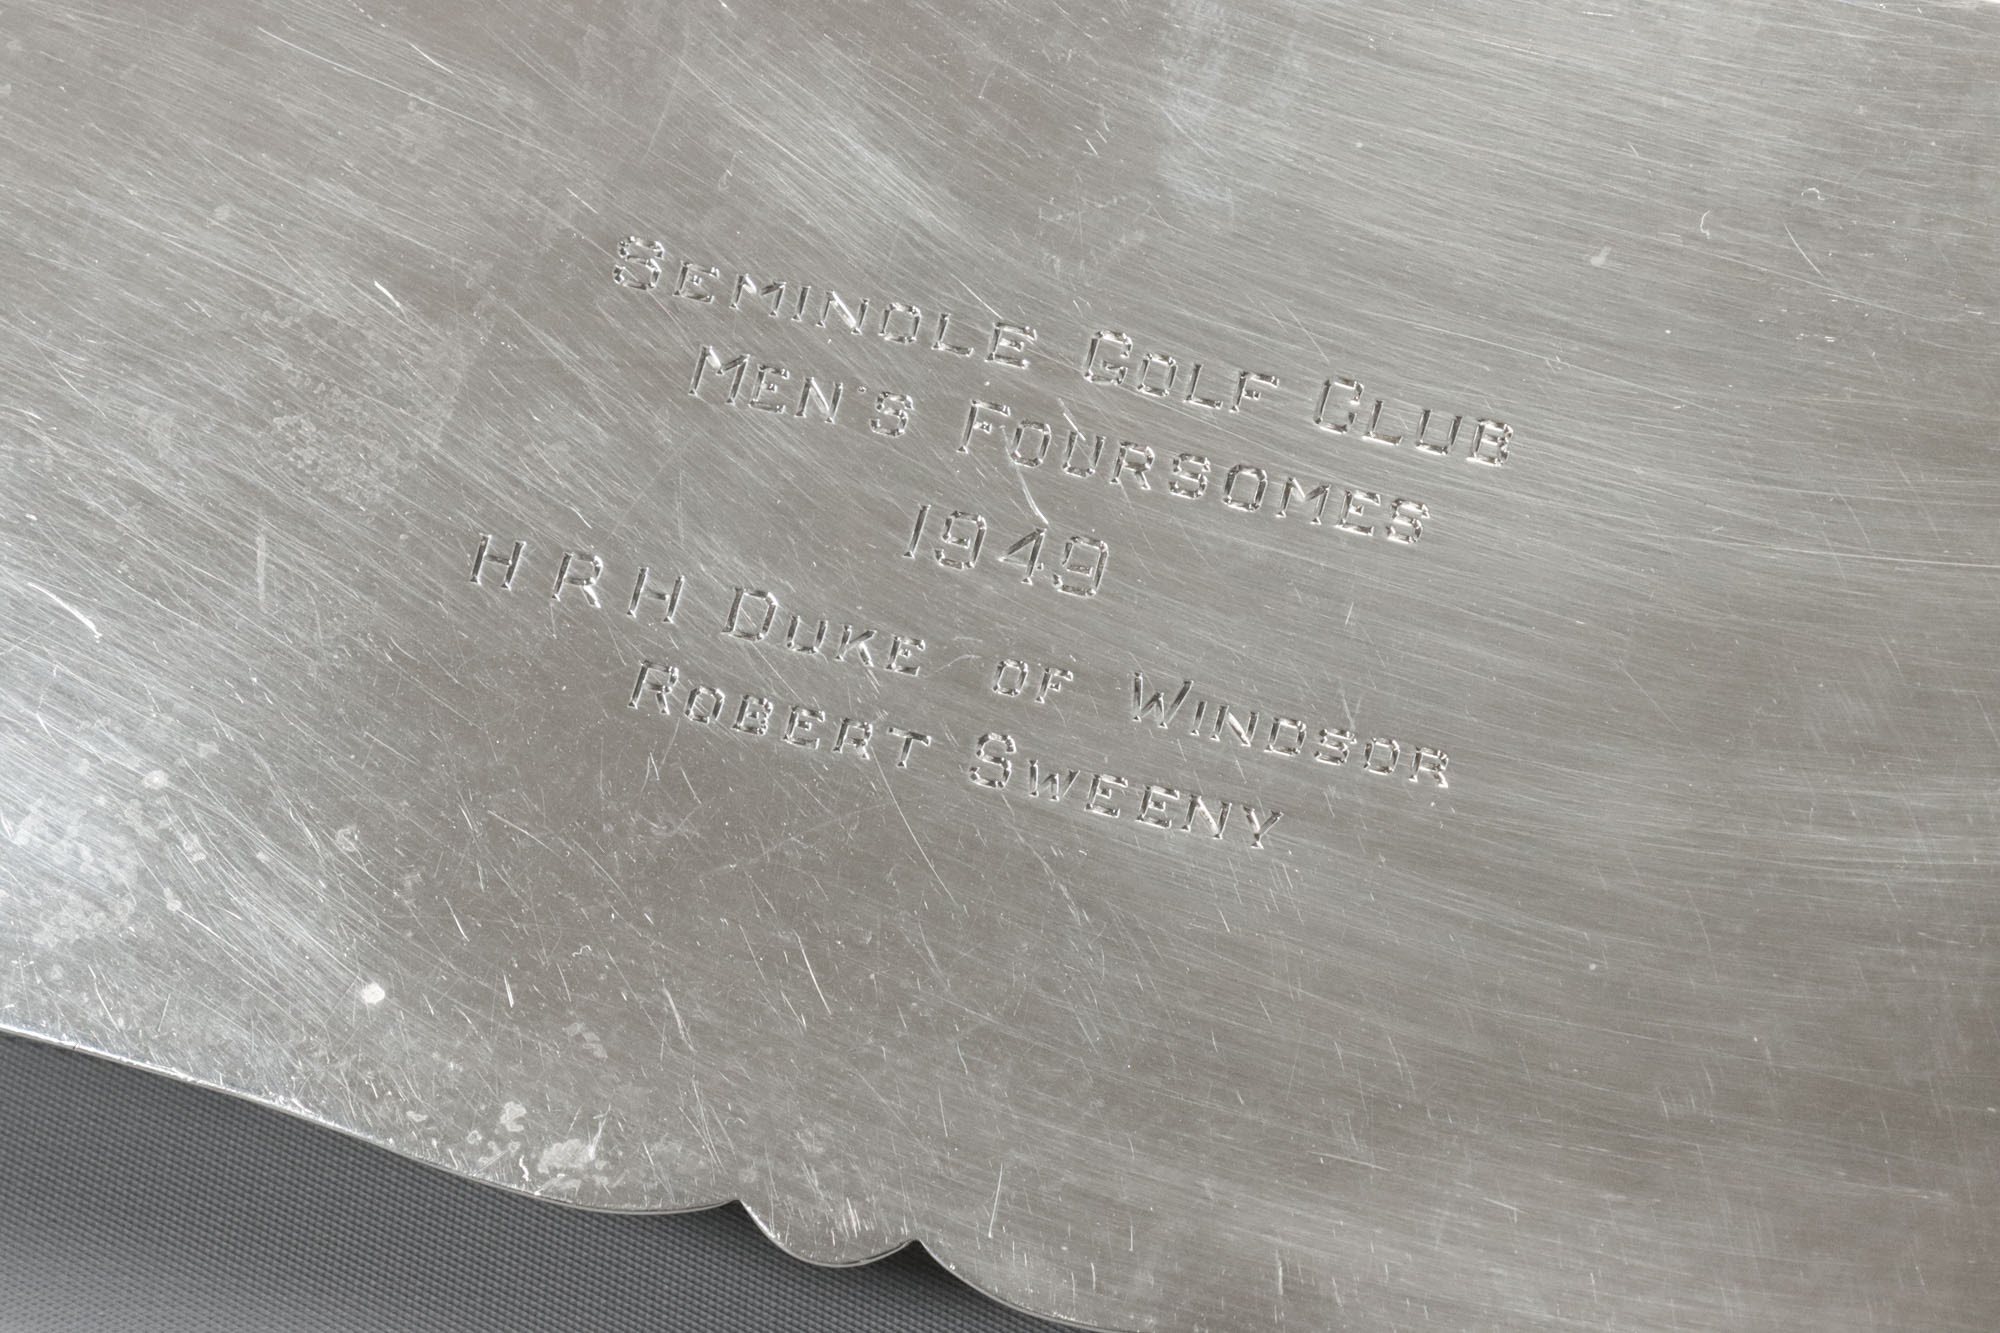 SEMINOLE GOLF CLUB
MEN'S FOURSOMES
1949
H R H DUKE OF WINDSOR
ROBERT SWEENY